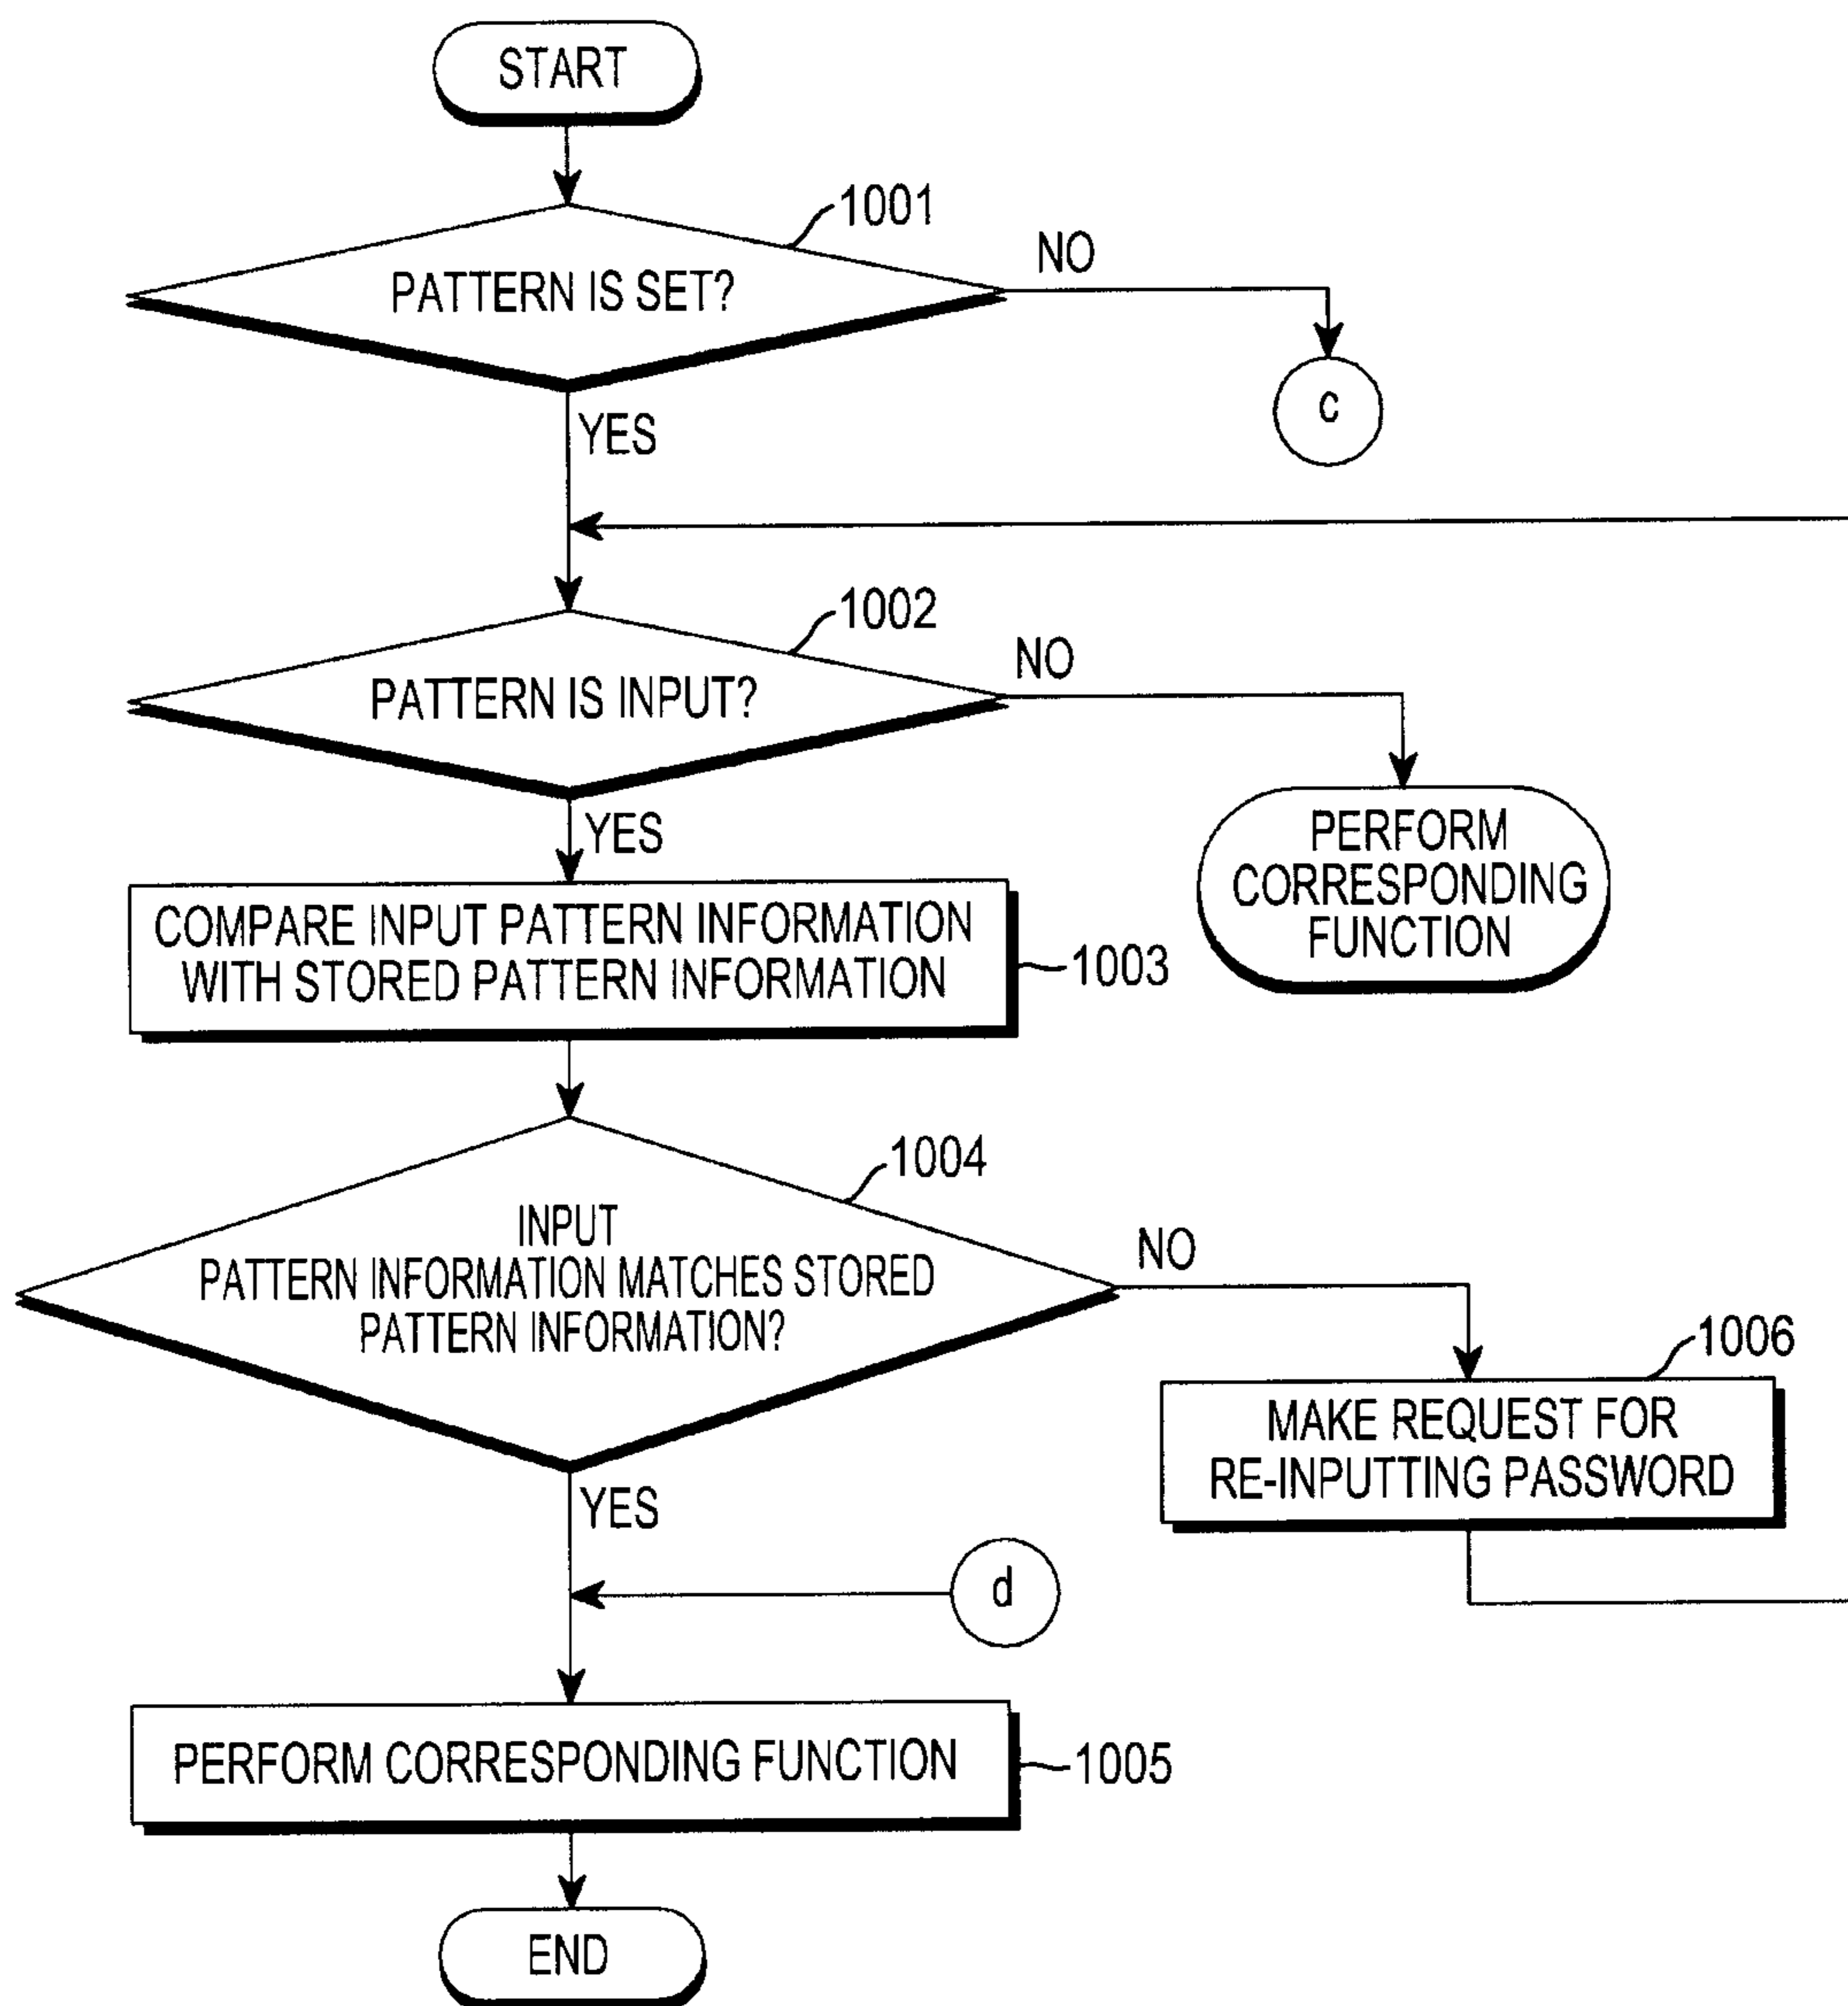 START
1001
PATTERN IS SET?
NO
c
YES
1002
PATTERN IS INPUT?
NO
YES
PERFORM
CORRESPONDING
FUNCTION
COMPARE INPUT PATTERN INFORMATION
WITH STORED PATTERN INFORMATION
1003
1004
INPUT
PATTERN INFORMATION MATCHES STORED
PATTERN INFORMATION?
NO
1006
MAKE REQUEST FOR
RE-INPUTTING PASSWORD
YES
d
PERFORM CORRESPONDING FUNCTION
1005
END